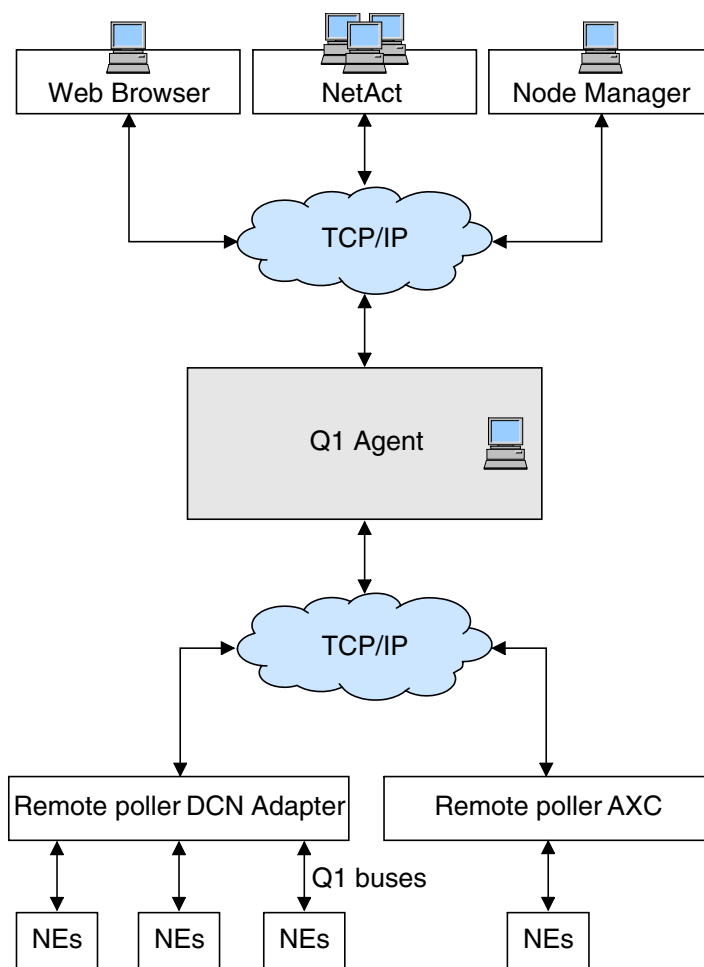 Web Browser
NetAct
Node Manager
TCP/IP
Q1 Agent
TCP/IP
Remote poller DCN Adapter
Remote poller AXC
Q1 buses
NEs
NEs
NEs
NEs